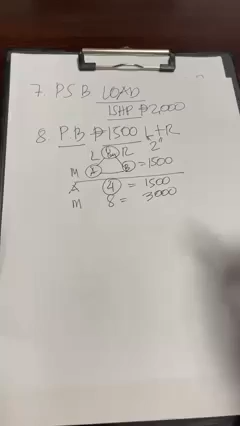 7 PSB LOAD
1SHP ₱2,000
8 PB ₱1500 L+R
2"
L R
M A B =1500
A 4 = 1500
M 8 = 3000